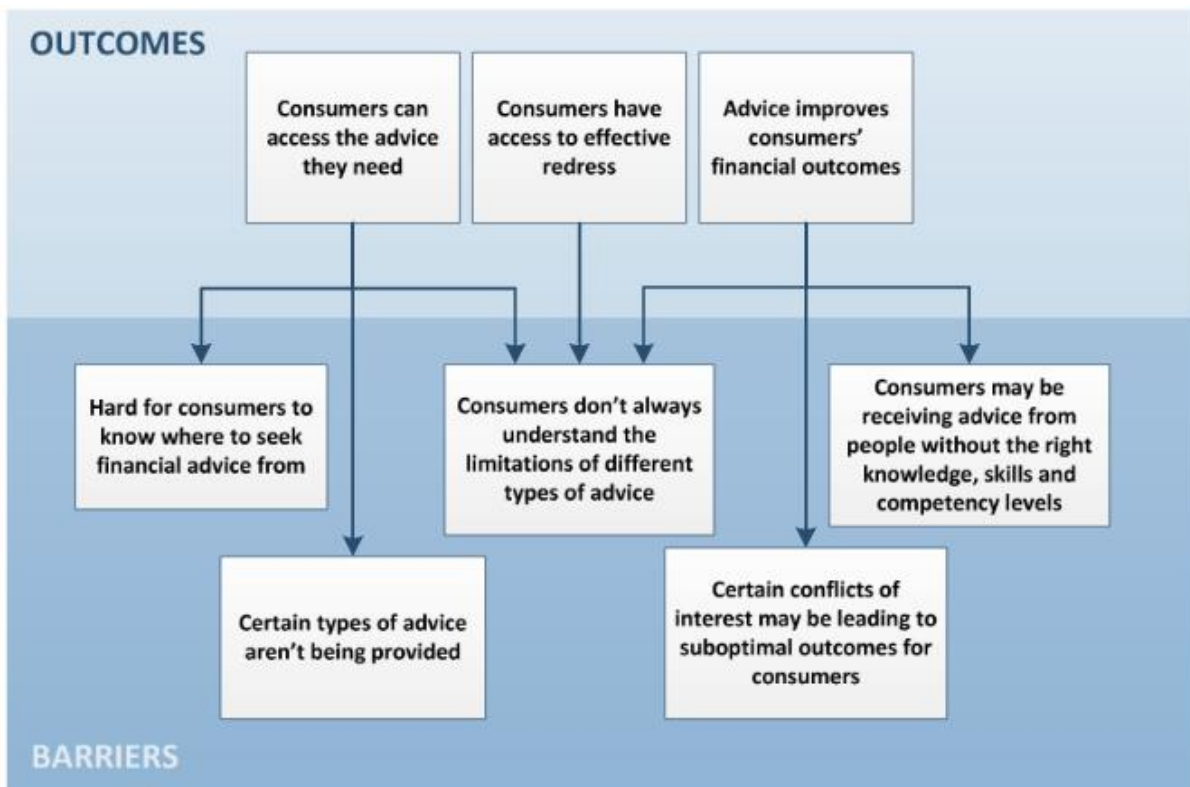 OUTCOMES
Consumers can
access the advice
they need
Consumers have
access to effective
redress
Advice improves
consumers’
financial outcomes
Hard for consumers to
know where to seek
financial advice from
Consumers don’t always
understand the
limitations of different
types of advice
Consumers may be
receiving advice from
people without the right
knowledge, skills and
competency levels
Certain types of advice
aren’t being provided
Certain conflicts of
interest may be leading to
suboptimal outcomes for
consumers
BARRIERS